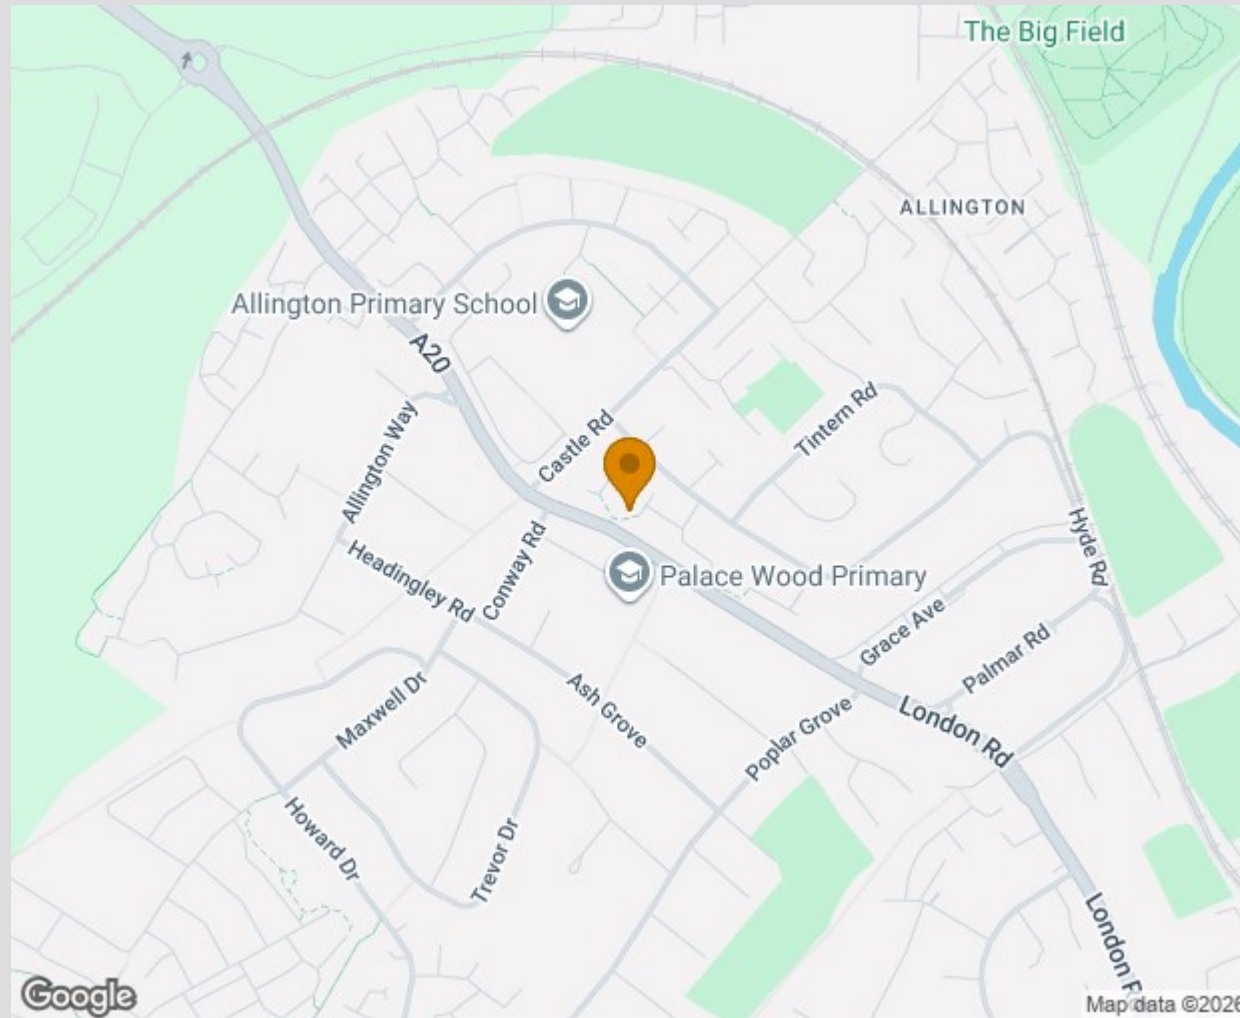 The Big Field
ALLINGTON
Allington Primary School
A20
Castle Rd
Tintern Rd
Allington Way
Hyde Rd
Headingley Rd
Conway Rd
Palace Wood Primary
Grace Ave
Palmar Rd
Maxwell Dr
Ash Grove
Poplar Grove
London Rd
Howard Dr
Trevor Dr
London R
Google
Map data ©2026